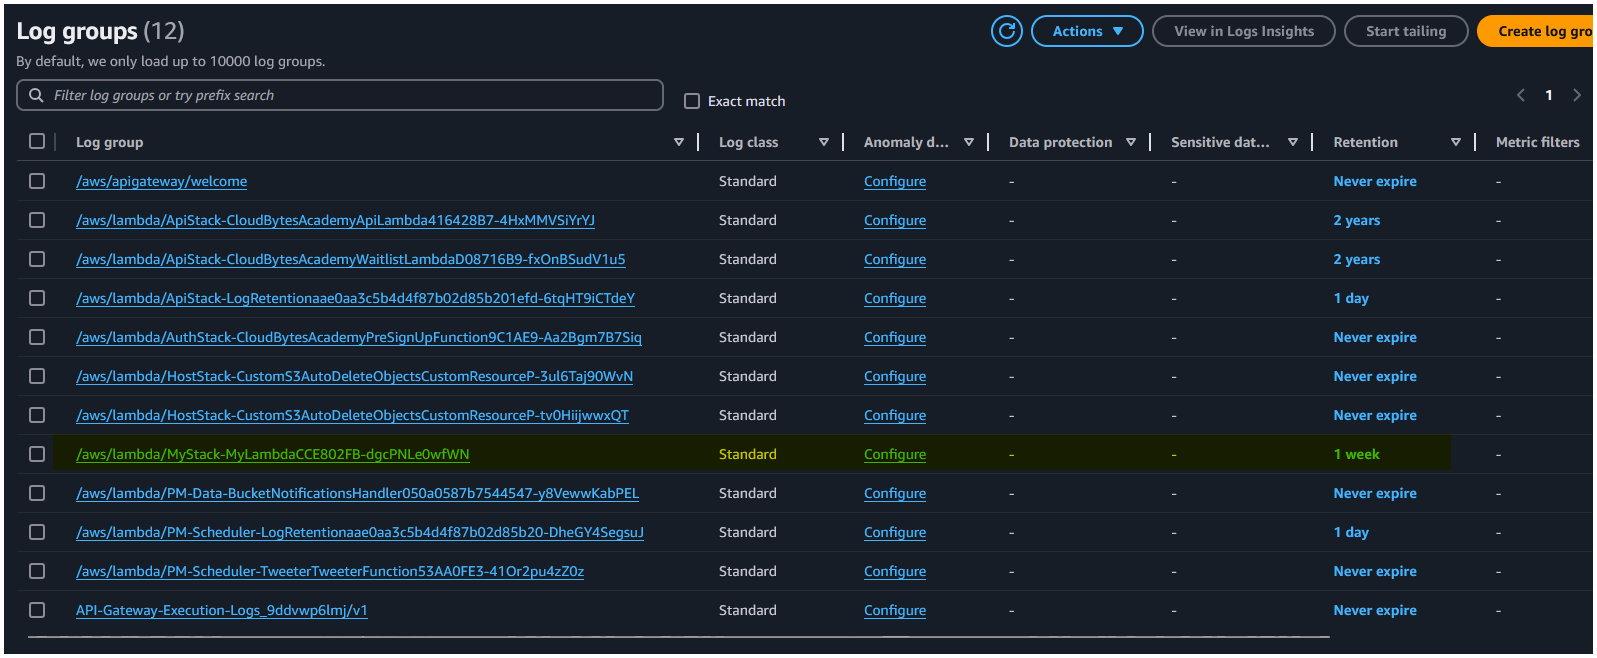 Log groups (12)
Actions
View in Logs Insights
Start tailing
Create log gro
By default, we only load up to 10000 log groups.
Filter log groups or try prefix search
Exact match
1
Log group Log class Anomaly d... Data protection Sensitive dat... Retention Metric filters
/aws/apigateway/welcome Standard Configure - - Never expire -
/aws/lambda/ApiStack-CloudBytesAcademyApiLambda416428B7-4HxMMVSiYrYJ Standard Configure - - 2 years -
/aws/lambda/ApiStack-CloudBytesAcademyWaitlistLambdaD08716B9-fxOnBSudV1u5 Standard Configure - - 2 years -
/aws/lambda/ApiStack-LogRetentionaae0aa3c5b4d4f87b02d85b201efd-6tqHT9iCTdeY Standard Configure - - 1 day -
/aws/lambda/AuthStack-CloudBytesAcademyPreSignUpFunction9C1AE9-Aa2Bgm7B7Siq Standard Configure - - Never expire -
/aws/lambda/HostStack-CustomS3AutoDeleteObjectsCustomResourceP-3ul6Taj90WvN Standard Configure - - Never expire -
/aws/lambda/HostStack-CustomS3AutoDeleteObjectsCustomResourceP-tv0HiijwwxQT Standard Configure - - Never expire -
/aws/lambda/MyStack-MyLambdaCCE802FB-dgcPNLe0wfWN Standard Configure - - 1 week -
/aws/lambda/PM-Data-BucketNotificationsHandler050a0587b7544547-y8VewwKabPEL Standard Configure - - Never expire -
/aws/lambda/PM-Scheduler-LogRetentionaae0aa3c5b4d4f87b02d85b20-DheGY4SegsuJ Standard Configure - - 1 day -
/aws/lambda/PM-Scheduler-TweeterTweeterFunction53AA0FE3-41Or2pu4zZ0z Standard Configure - - Never expire -
API-Gateway-Execution-Logs_9ddvwp6lmj/v1 Standard Configure - - Never expire -